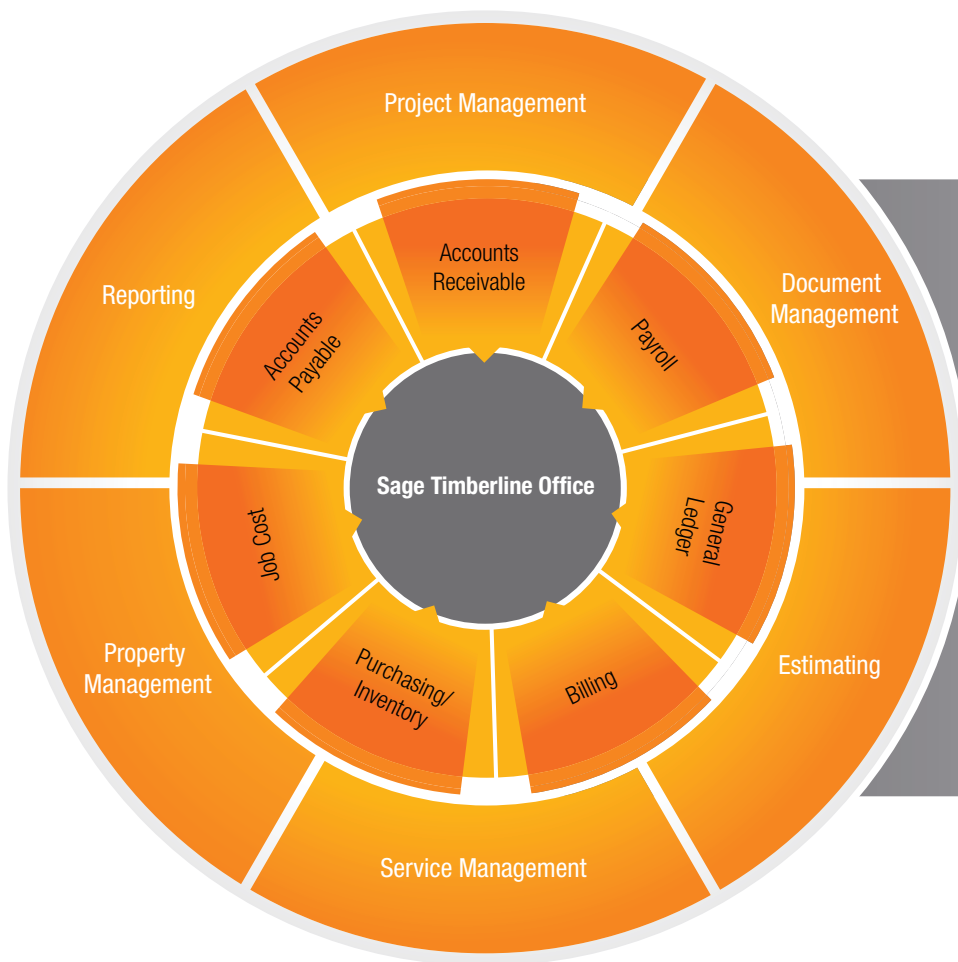 Project Management
Document
Management
Estimating
Service Management
Property
Management
Reporting
Accounts
Receivable
Payroll
General
Ledger
Billing
Purchasing/
Inventory
Job Cost
Accounts
Payable
Sage Timberline Office